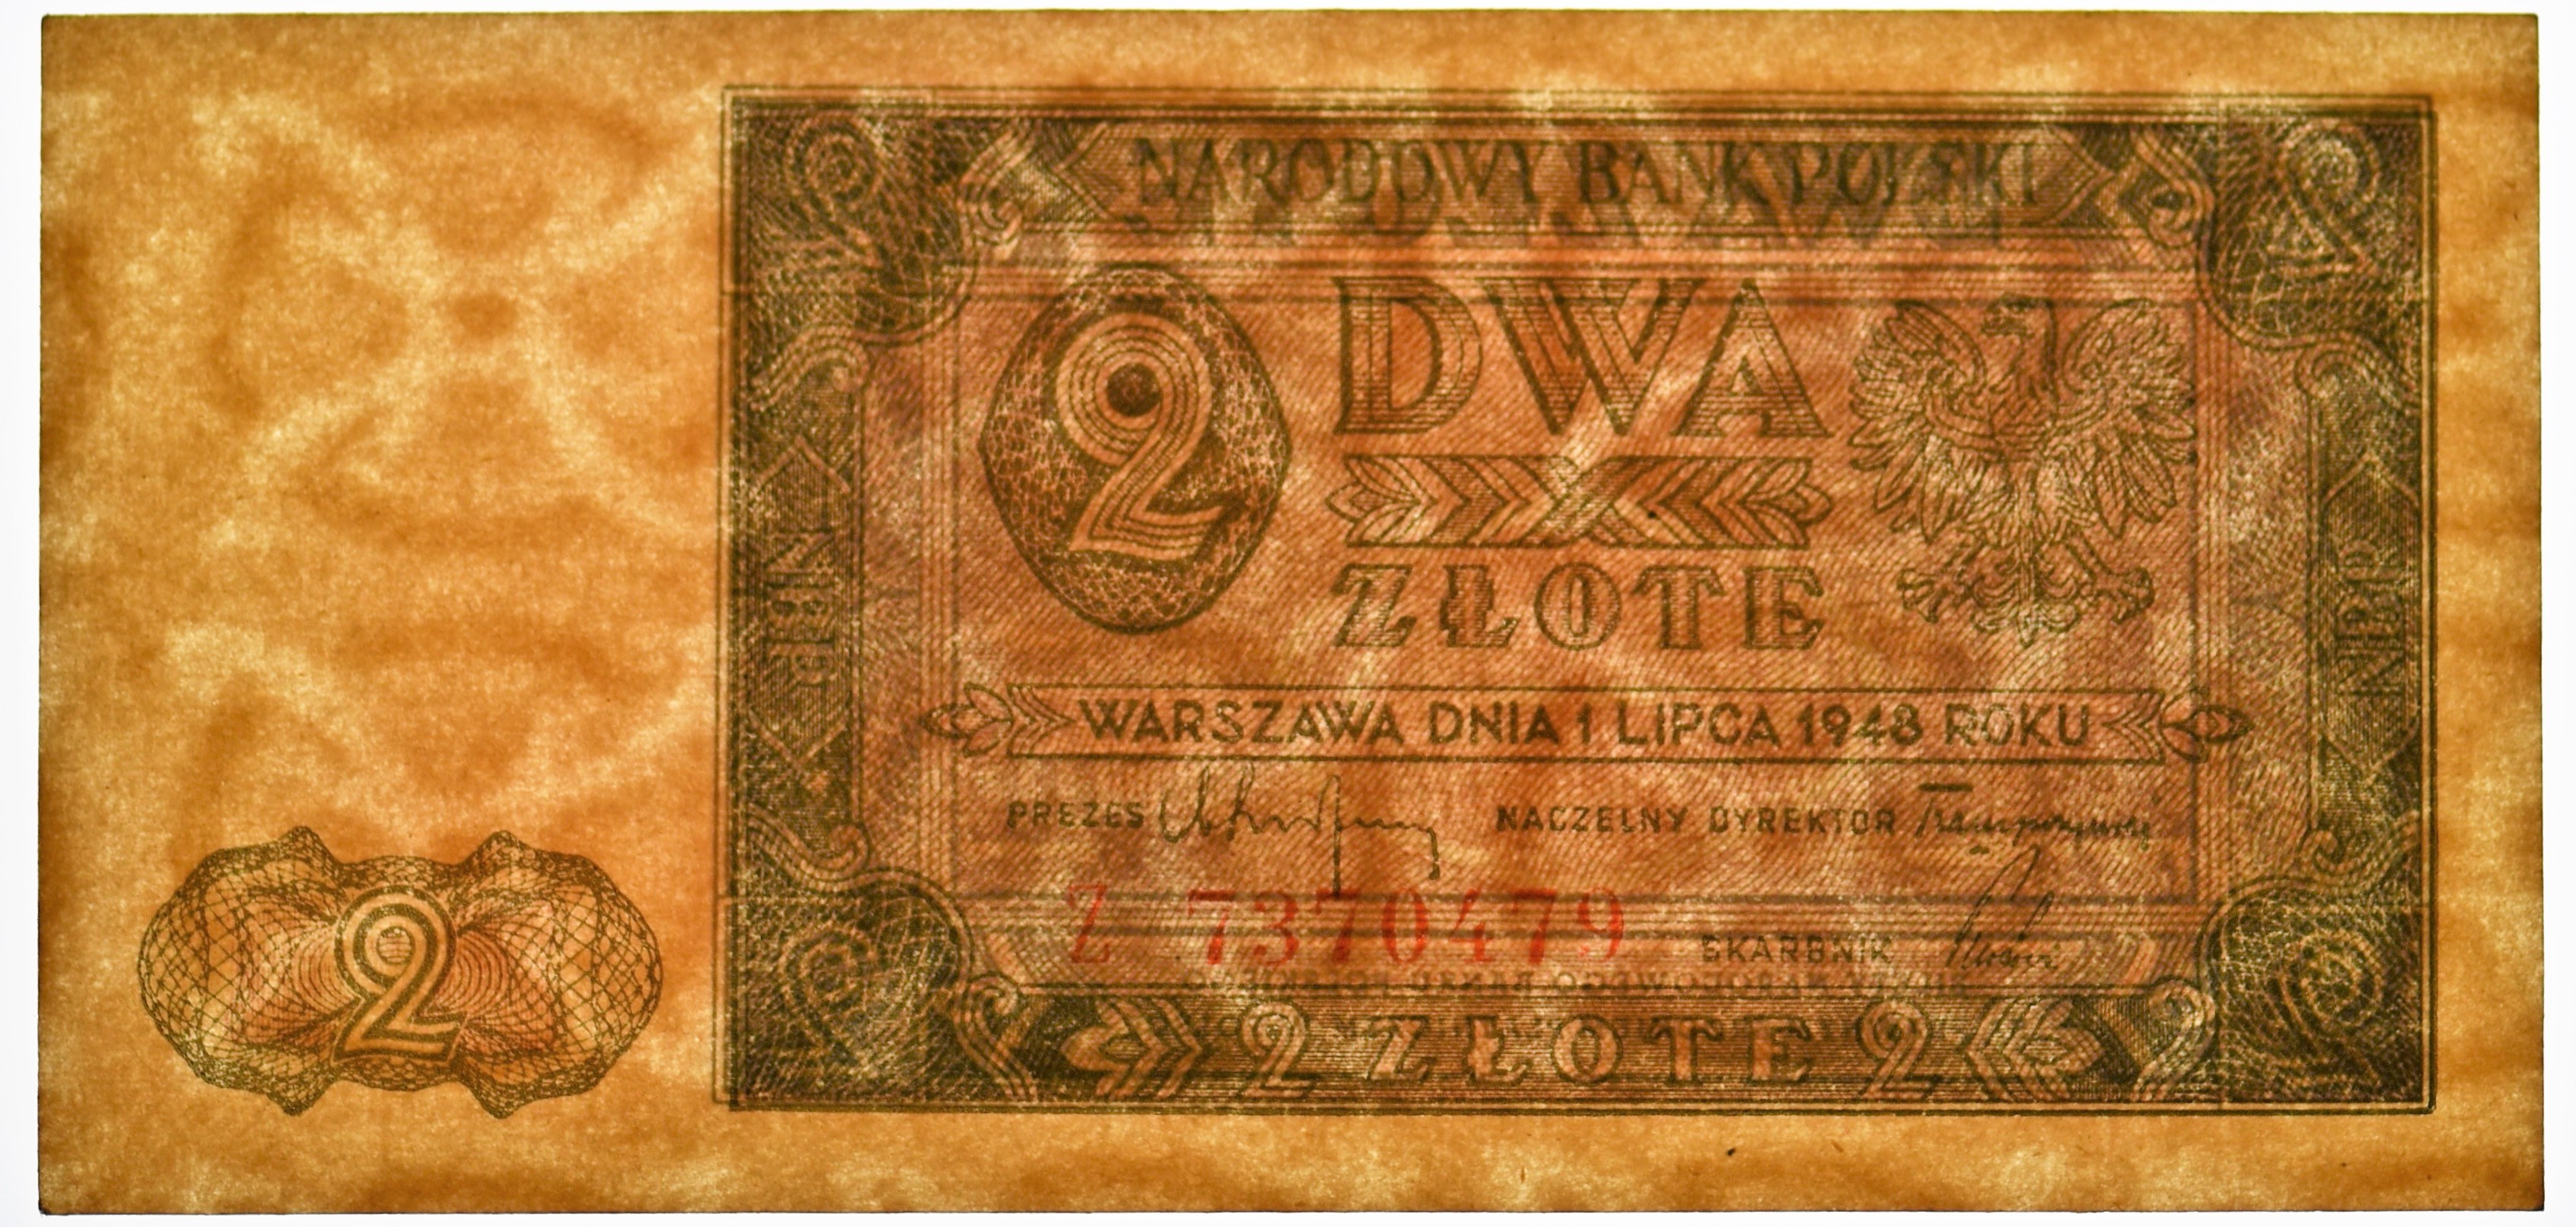 NARODOWY BANK POLSKI
2 DWA
ZŁOTE
NBP
NBP
WARSZAWA DNIA 1 LIPCA 1948 ROKU
PREZES NACZELNY DYREKTOR
Z 7370479
SKARBNIK
2 ZŁOTE 2
2